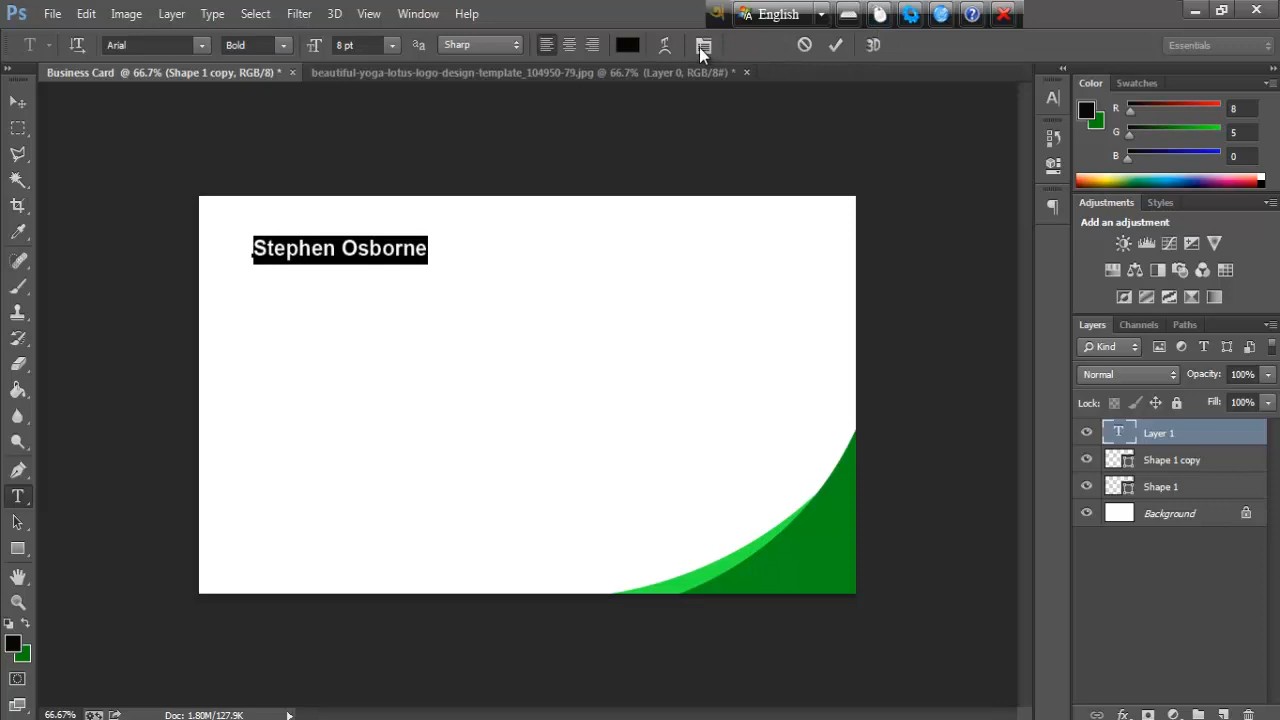 Ps File Edit Image Layer Type Select Filter 3D View Window Help
English
T Arial Bold 8 pt aa Sharp 3D Essentials
Business Card @ 66.7% (Shape 1 copy, RGB/8) * × beautiful-yoga-lotus-logo-design-template_104950-79.jpg @ 66.7% (Layer 0, RGB/8#) * ×
Color Swatches
R 8
G 5
B 0
Adjustments Styles
Add an adjustment
Stephen Osborne
Layers Channels Paths
Kind
Normal Opacity: 100%
Lock: Fill: 100%
T Layer 1
Shape 1 copy
Shape 1
Background
66.67% Doc: 1.80M/127.9K
fx